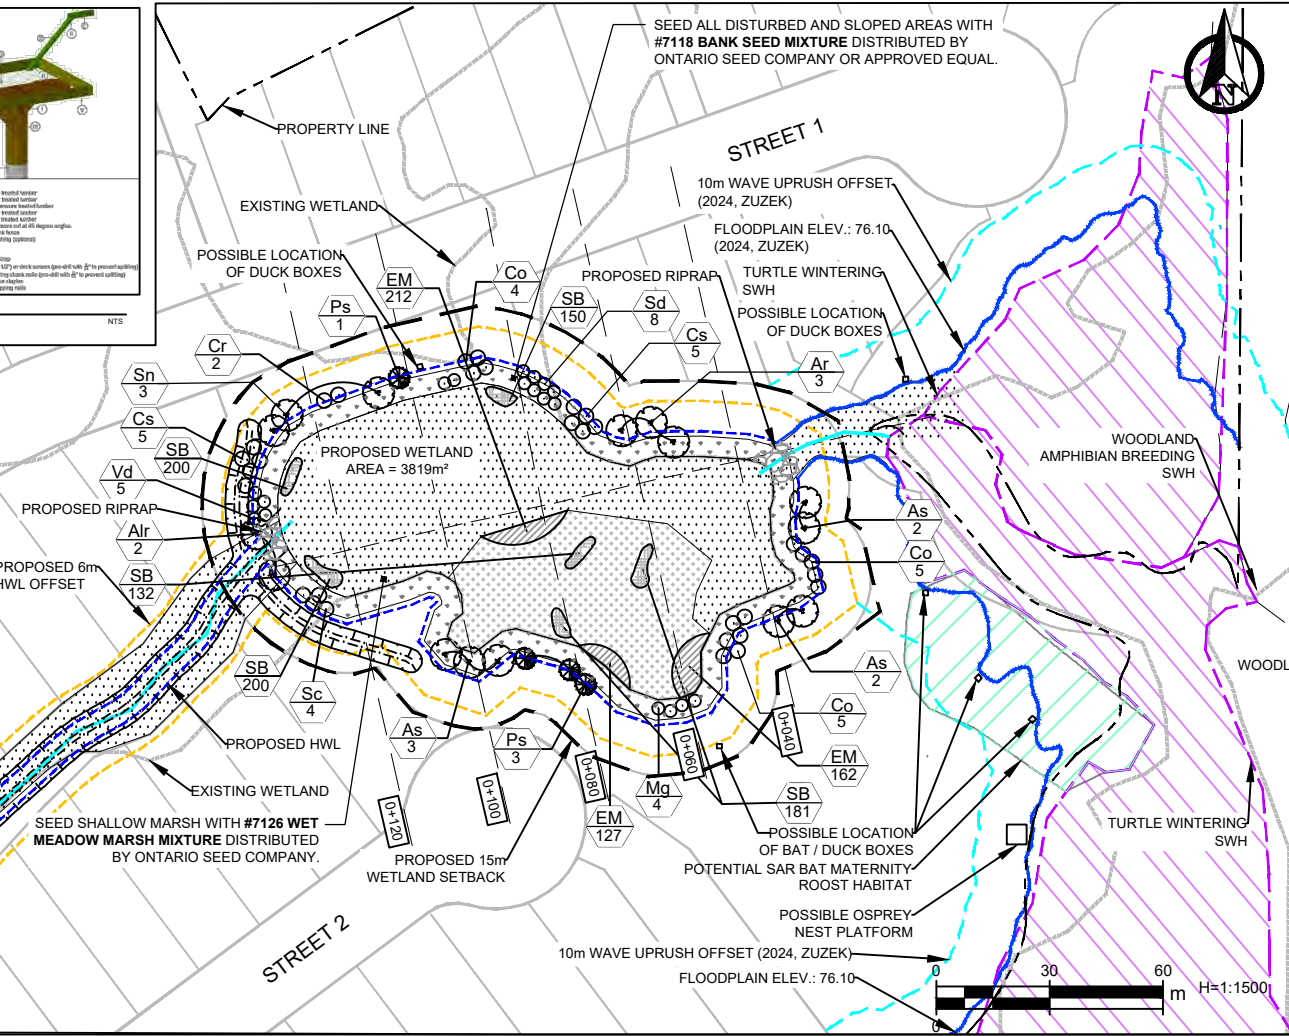 SEED ALL DISTURBED AND SLOPED AREAS WITH
#7118 BANK SEED MIXTURE DISTRIBUTED BY
ONTARIO SEED COMPANY OR APPROVED EQUAL.
N
PROPERTY LINE
STREET 1
10m WAVE UPRUSH OFFSET
(2024, ZUZEK)
FLOODPLAIN ELEV.: 76.10
(2024, ZUZEK)
TURTLE WINTERING
SWH
POSSIBLE LOCATION
OF DUCK BOXES
EXISTING WETLAND
POSSIBLE LOCATION
OF DUCK BOXES
PROPOSED RIPRAP
NTS
EM
212
Co
4
Ps
1
SB
150
Sd
8
Cs
5
Ar
3
Cr
2
Sn
3
Cs
5
SB
200
Vd
5
PROPOSED RIPRAP
Alr
2
PROPOSED 6m
HWL OFFSET
SB
132
PROPOSED WETLAND
AREA = 3819m²
WOODLAND
AMPHIBIAN BREEDING
SWH
As
2
Co
5
SB
200
Sc
4
As
3
Ps
3
As
2
Co
5
EM
162
SB
181
Mg
4
EM
127
0+040
0+060
0+080
0+100
0+120
WOODL
PROPOSED HWL
EXISTING WETLAND
SEED SHALLOW MARSH WITH #7126 WET
MEADOW MARSH MIXTURE DISTRIBUTED
BY ONTARIO SEED COMPANY.
PROPOSED 15m
WETLAND SETBACK
STREET 2
POSSIBLE LOCATION
OF BAT / DUCK BOXES
POTENTIAL SAR BAT MATERNITY
ROOST HABITAT
POSSIBLE OSPREY
NEST PLATFORM
TURTLE WINTERING
SWH
10m WAVE UPRUSH OFFSET (2024, ZUZEK)
FLOODPLAIN ELEV.: 76.10
0 30 60
m H=1:1500
0